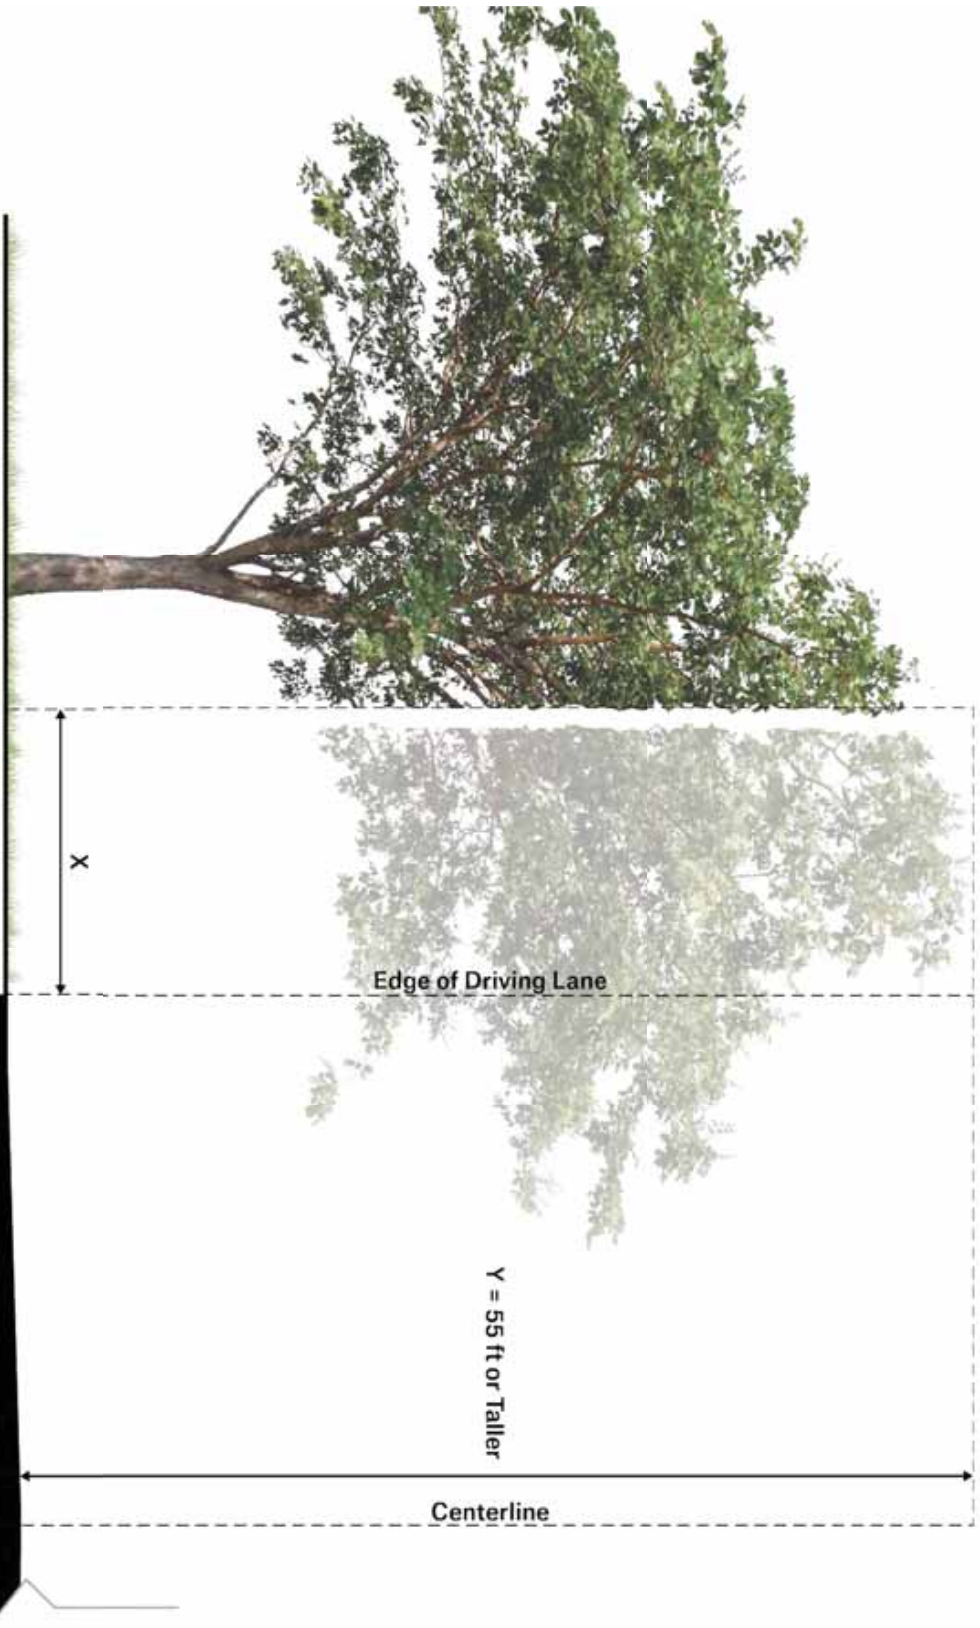 X
Edge of Driving Lane
Y = 55 ft or Taller
Centerline